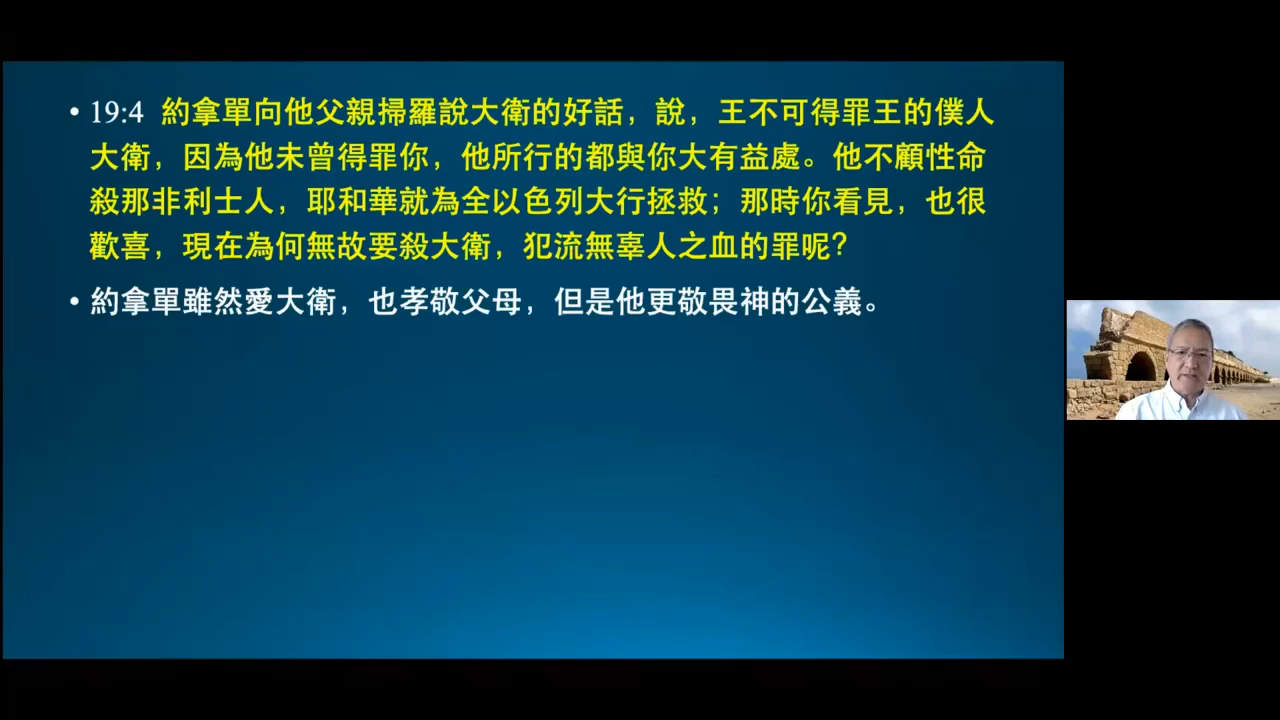 • 19:4 約拿單向他父親掃羅說大衛的好話，說，王不可得罪王的僕人
大衛，因為他未曾得罪你，他所行的都與你大有益處。他不顧性命
殺那非利士人，耶和華就為全以色列大行拯救；那時你看見，也很
歡喜，現在為何無故要殺大衛，犯流無辜人之血的罪呢？
• 約拿單雖然愛大衛，也孝敬父母，但是他更敬畏神的公義。